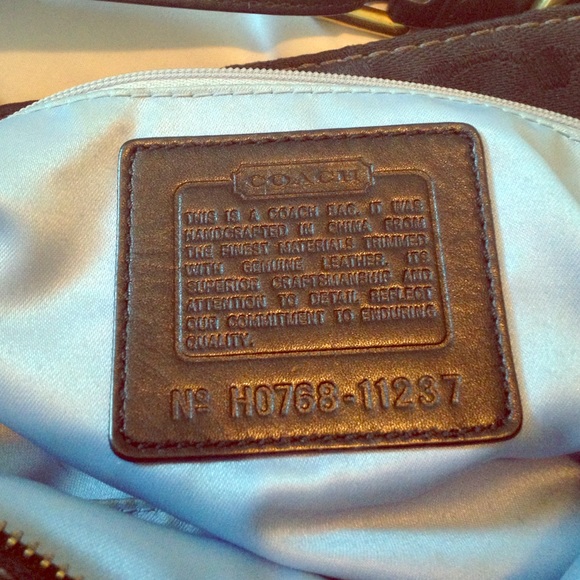 COACH
THIS IS A COACH BAG. IT WAS
HANDCRAFTED IN CHINA FROM
THE FINEST MATERIALS TRIMMED
WITH GENUINE LEATHER. ITS
SUPERIOR CRAFTSMANSHIP AND
ATTENTION TO DETAIL REFLECT
OUR COMMITMENT TO ENDURING
QUALITY.
Nº H0768-11237